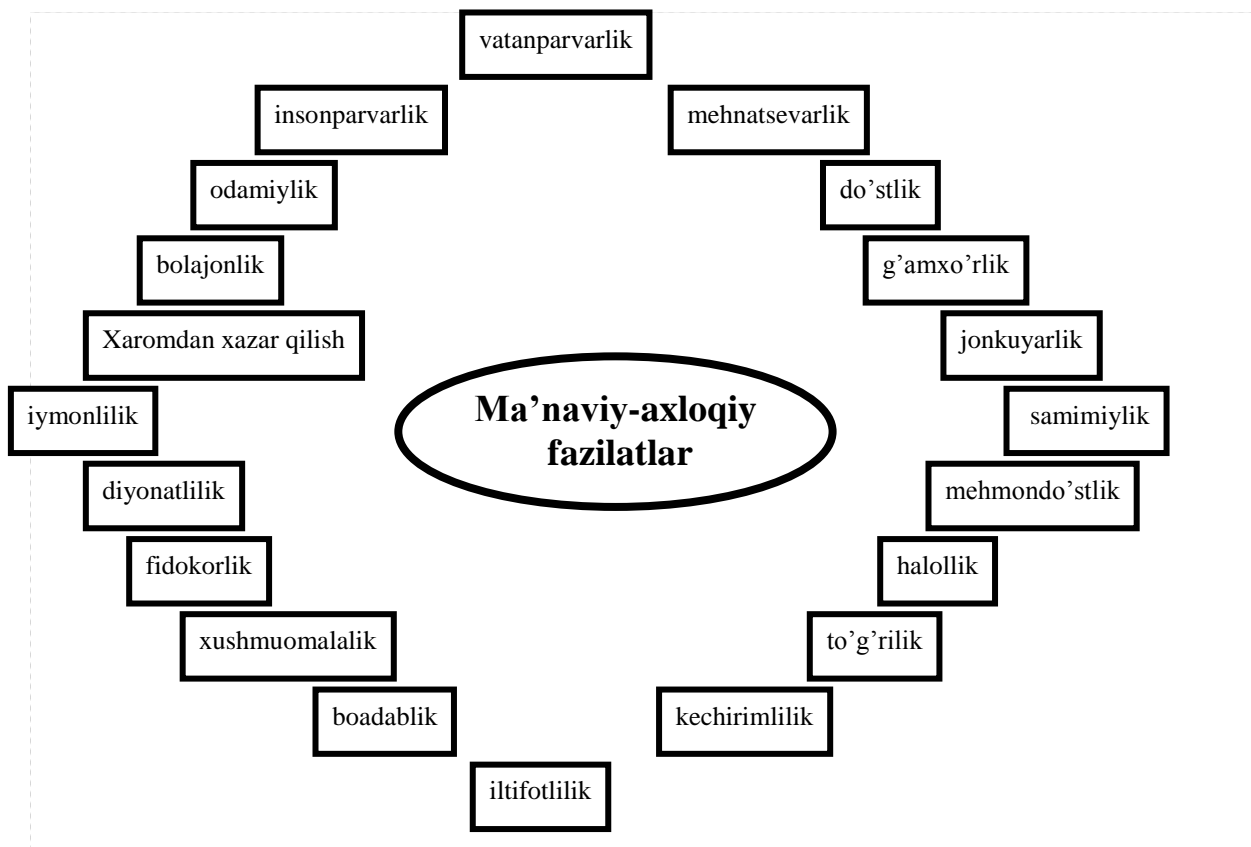 vatanparvarlik
insonparvarlik
mehnatsevarlik
odamiylik
do’stlik
bolajonlik
g’amxo’rlik
Xaromdan xazar qilish
jonkuyarlik
iymonlilik
Ma’naviy-axloqiy
fazilatlar
samimiylik
diyonatlilik
mehmondo’stlik
fidokorlik
halollik
xushmuomalalik
to’g’rilik
boadablik
kechirimlilik
iltifotlilik